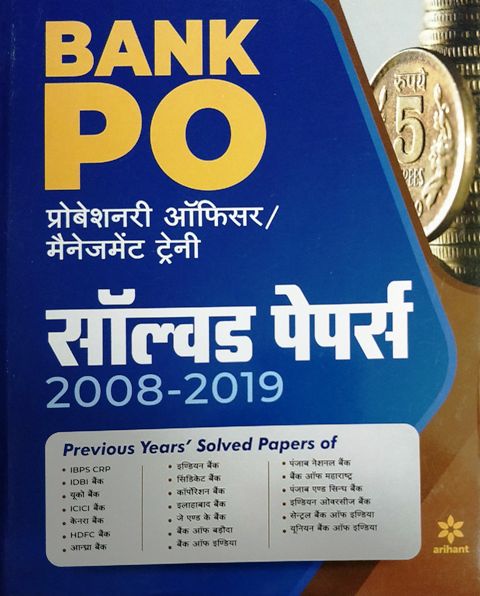 BANK
PO
प्रोबेशनरी ऑफिसर/
मैनेजमेंट ट्रेनी
सॉल्वड पेपर्स
2008-2019
रुपये
5
Previous Years' Solved Papers of
• IBPS CRP
• IDBI बैंक
• यूको बैंक
• ICICI बैंक
• केनरा बैंक
• HDFC बैंक
• आन्ध्रा बैंक
• इण्डियन बैंक
• सिंडिकेट बैंक
• कॉर्पोरेशन बैंक
• इलाहाबाद बैंक
• जे एण्ड के बैंक
• बैंक ऑफ बड़ौदा
• बैंक ऑफ इण्डिया
• पंजाब नेशनल बैंक
• बैंक ऑफ महाराष्ट्र
• पंजाब एण्ड सिन्ध बैंक
• इण्डियन ओवरसीज बैंक
• सेन्ट्रल बैंक ऑफ इण्डिया
• यूनियन बैंक ऑफ इण्डिया
arihant